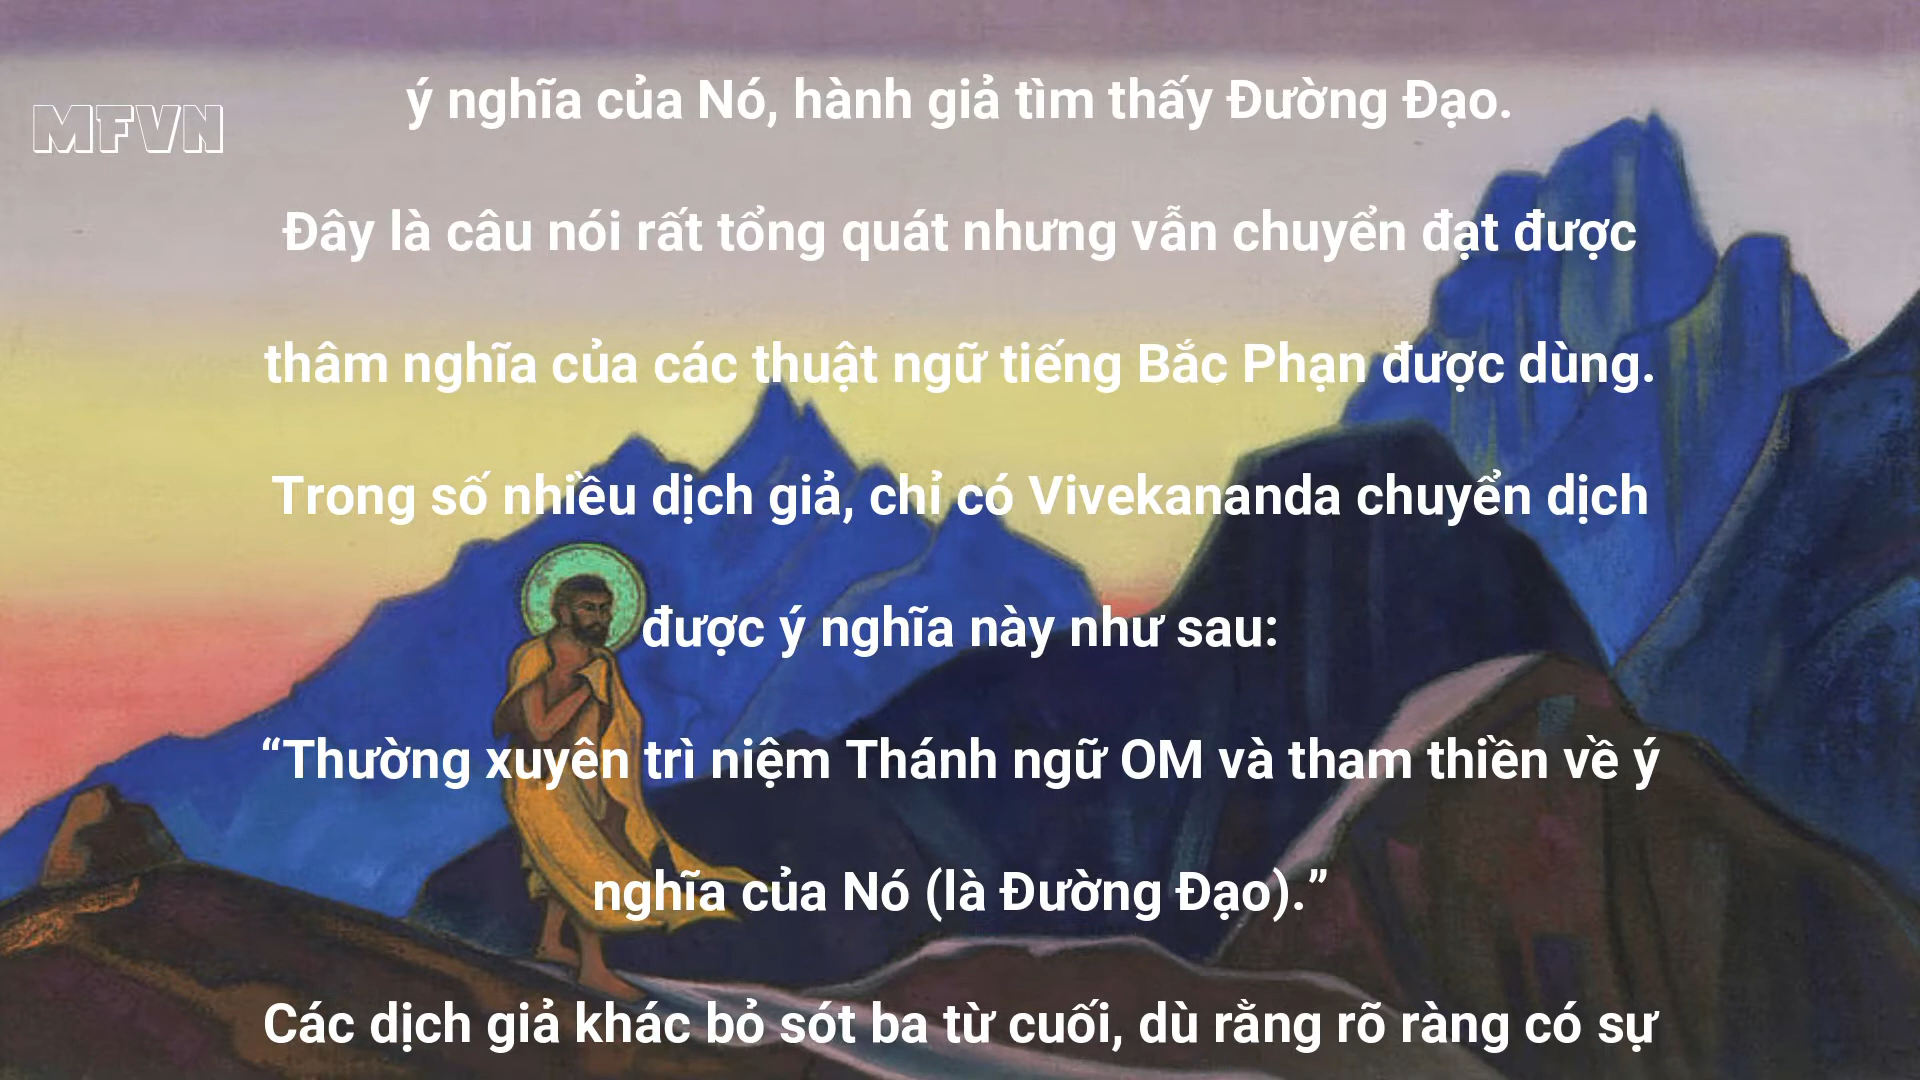 MFVN
ý nghĩa của Nó, hành giả tìm thấy Đường Đạo.
Đây là câu nói rất tổng quát nhưng vẫn chuyển đạt được
thâm nghĩa của các thuật ngữ tiếng Bắc Phạn được dùng.
Trong số nhiều dịch giả, chỉ có Vivekananda chuyển dịch
được ý nghĩa này như sau:
“Thường xuyên trì niệm Thánh ngữ OM và tham thiền về ý
nghĩa của Nó (là Đường Đạo).”
Các dịch giả khác bỏ sót ba từ cuối, dù rằng rõ ràng có sự